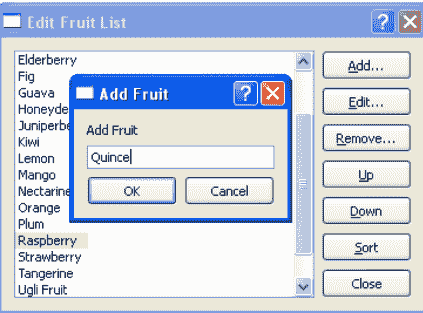 Edit Fruit List
Elderberry
Fig
Guava
Honeyde
Juniperbe
Kiwi
Lemon
Mango
Nectarine
Orange
Plum
Raspberry
Strawberry
Tangerine
Ugli Fruit
Add Fruit
Add Fruit
Quince
OK
Cancel
Add...
Edit...
Remove...
Up
Down
Sort
Close